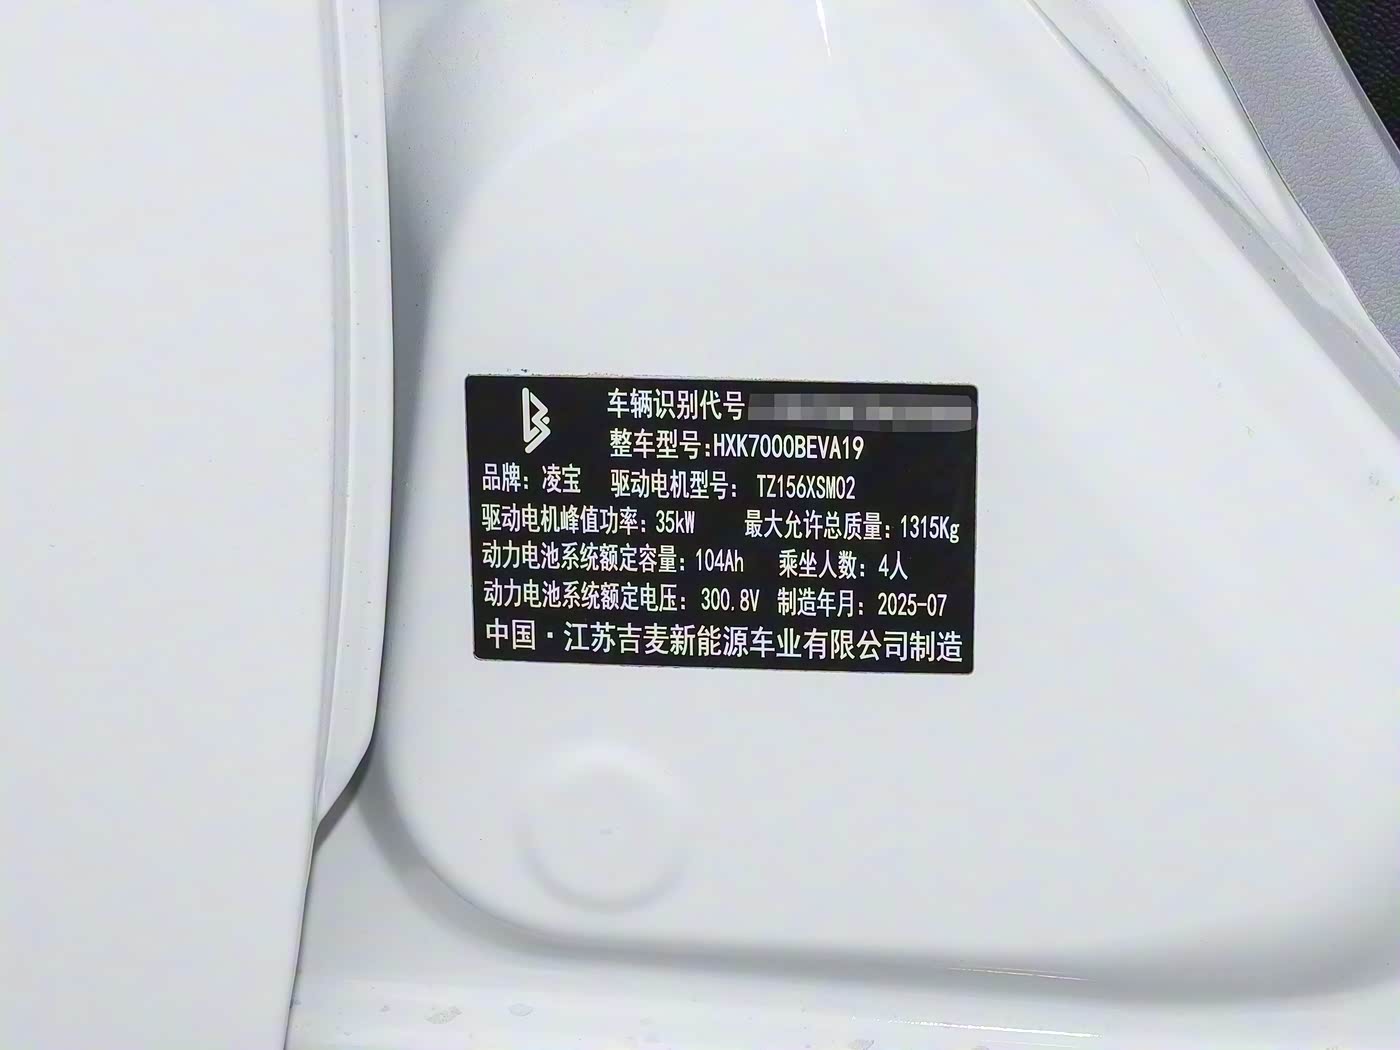 车辆识别代号
整车型号:HXK7000BEVA19
品牌: 凌宝 驱动电机型号: TZ156XSM02
驱动电机峰值功率: 35kW 最大允许总质量: 1315Kg
动力电池系统额定容量: 104Ah 乘坐人数: 4人
动力电池系统额定电压: 300.8V 制造年月: 2025-07
中国·江苏吉麦新能源车业有限公司制造